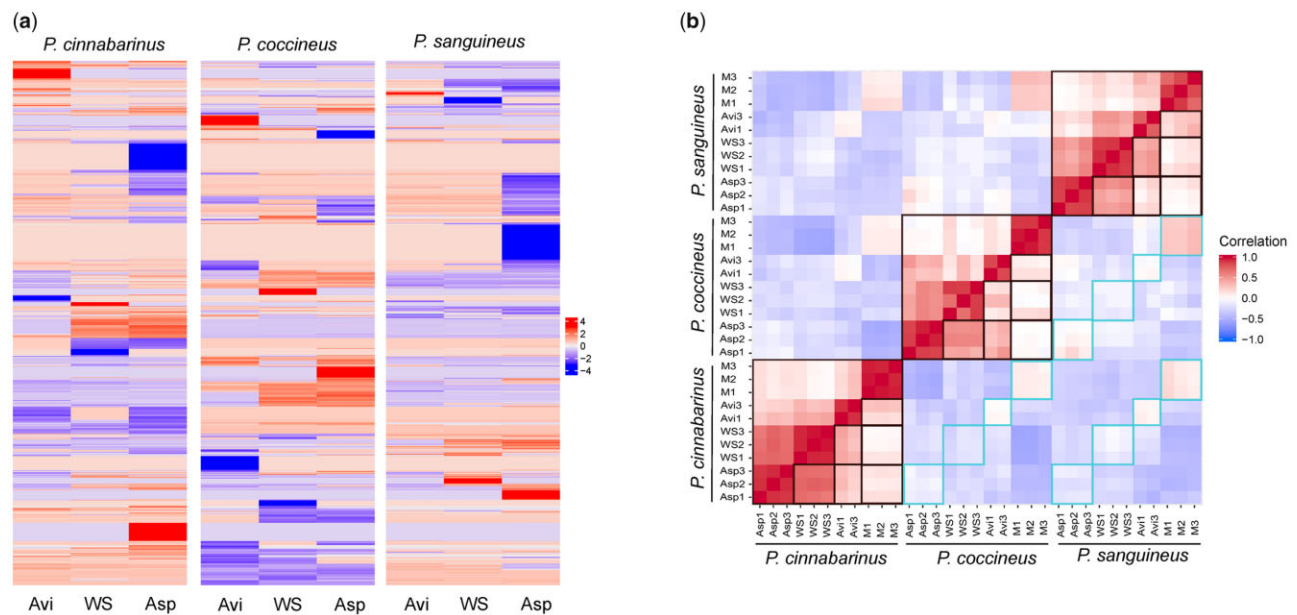 (a)
P. cinnabarinus P. coccineus P. sanguineus
4
2
0
−2
−4
Avi WS Asp Avi WS Asp Avi WS Asp
(b)
P. sanguineus
M3
M2
M1
Avi3
Avi1
WS3
WS2
WS1
Asp3
Asp2
Asp1
P. coccineus
M3
M2
M1
Avi3
Avi1
WS3
WS2
WS1
Asp3
Asp2
Asp1
P. cinnabarinus
M3
M2
M1
Avi3
Avi1
WS3
WS2
WS1
Asp3
Asp2
Asp1
Asp1 Asp2 Asp3 WS1 WS2 WS3 Avi1 Avi3 M1 M2 M3 Asp1 Asp2 Asp3 WS1 WS2 WS3 Avi1 Avi3 M1 M2 M3 Asp1 Asp2 Asp3 WS1 WS2 WS3 Avi1 Avi3 M1 M2 M3
P. cinnabarinus P. coccineus P. sanguineus
Correlation
1.0
0.5
0.0
−0.5
−1.0